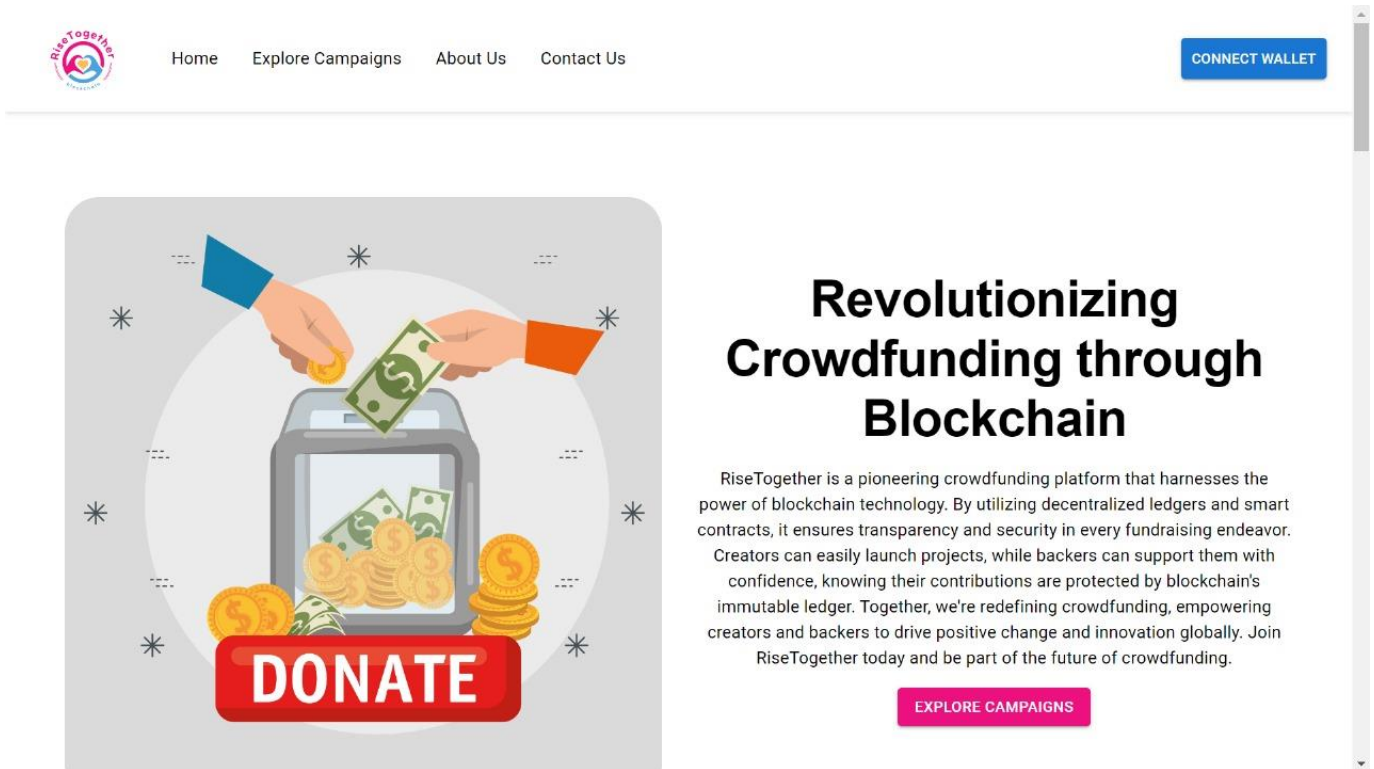 RiseTogether
blockchain
Home
Explore Campaigns
About Us
Contact Us
CONNECT WALLET
DONATE
Revolutionizing
Crowdfunding through
Blockchain
RiseTogether is a pioneering crowdfunding platform that harnesses the
power of blockchain technology. By utilizing decentralized ledgers and smart
contracts, it ensures transparency and security in every fundraising endeavor.
Creators can easily launch projects, while backers can support them with
confidence, knowing their contributions are protected by blockchain's
immutable ledger. Together, we're redefining crowdfunding, empowering
creators and backers to drive positive change and innovation globally. Join
RiseTogether today and be part of the future of crowdfunding.
EXPLORE CAMPAIGNS